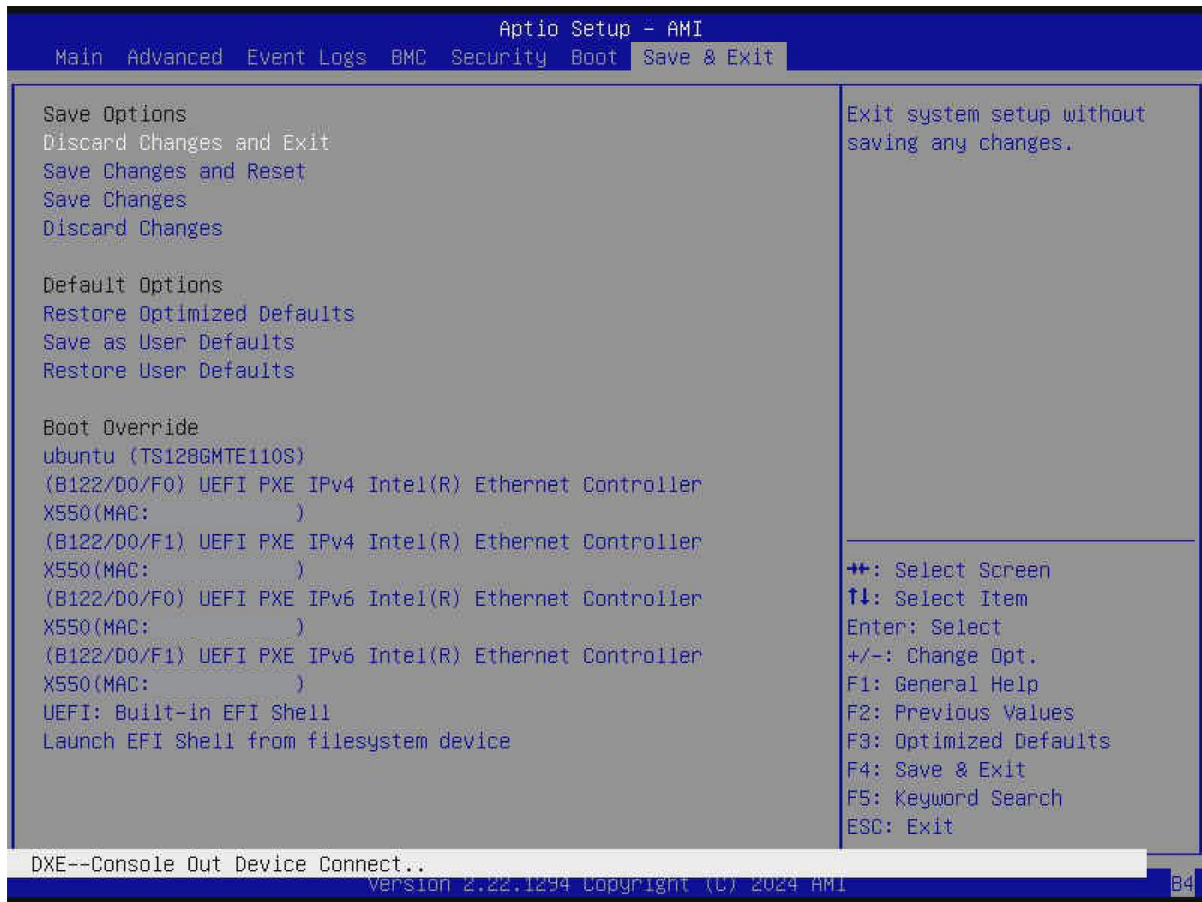 Aptio Setup – AMI
Main Advanced Event Logs BMC Security Boot Save & Exit
Save Options
Discard Changes and Exit
Save Changes and Reset
Save Changes
Discard Changes
Default Options
Restore Optimized Defaults
Save as User Defaults
Restore User Defaults
Boot Override
ubuntu (TS128GMTE110S)
(B122/D0/F0) UEFI PXE IPv4 Intel(R) Ethernet Controller
X550(MAC: )
(B122/D0/F1) UEFI PXE IPv4 Intel(R) Ethernet Controller
X550(MAC: )
(B122/D0/F0) UEFI PXE IPv6 Intel(R) Ethernet Controller
X550(MAC: )
(B122/D0/F1) UEFI PXE IPv6 Intel(R) Ethernet Controller
X550(MAC: )
UEFI: Built-in EFI Shell
Launch EFI Shell from filesystem device
Exit system setup without
saving any changes.
→←: Select Screen
↑↓: Select Item
Enter: Select
+/-: Change Opt.
F1: General Help
F2: Previous Values
F3: Optimized Defaults
F4: Save & Exit
F5: Keyword Search
ESC: Exit
DXE--Console Out Device Connect..
Version 2.22.1294 Copyright (C) 2024 AMI
B4